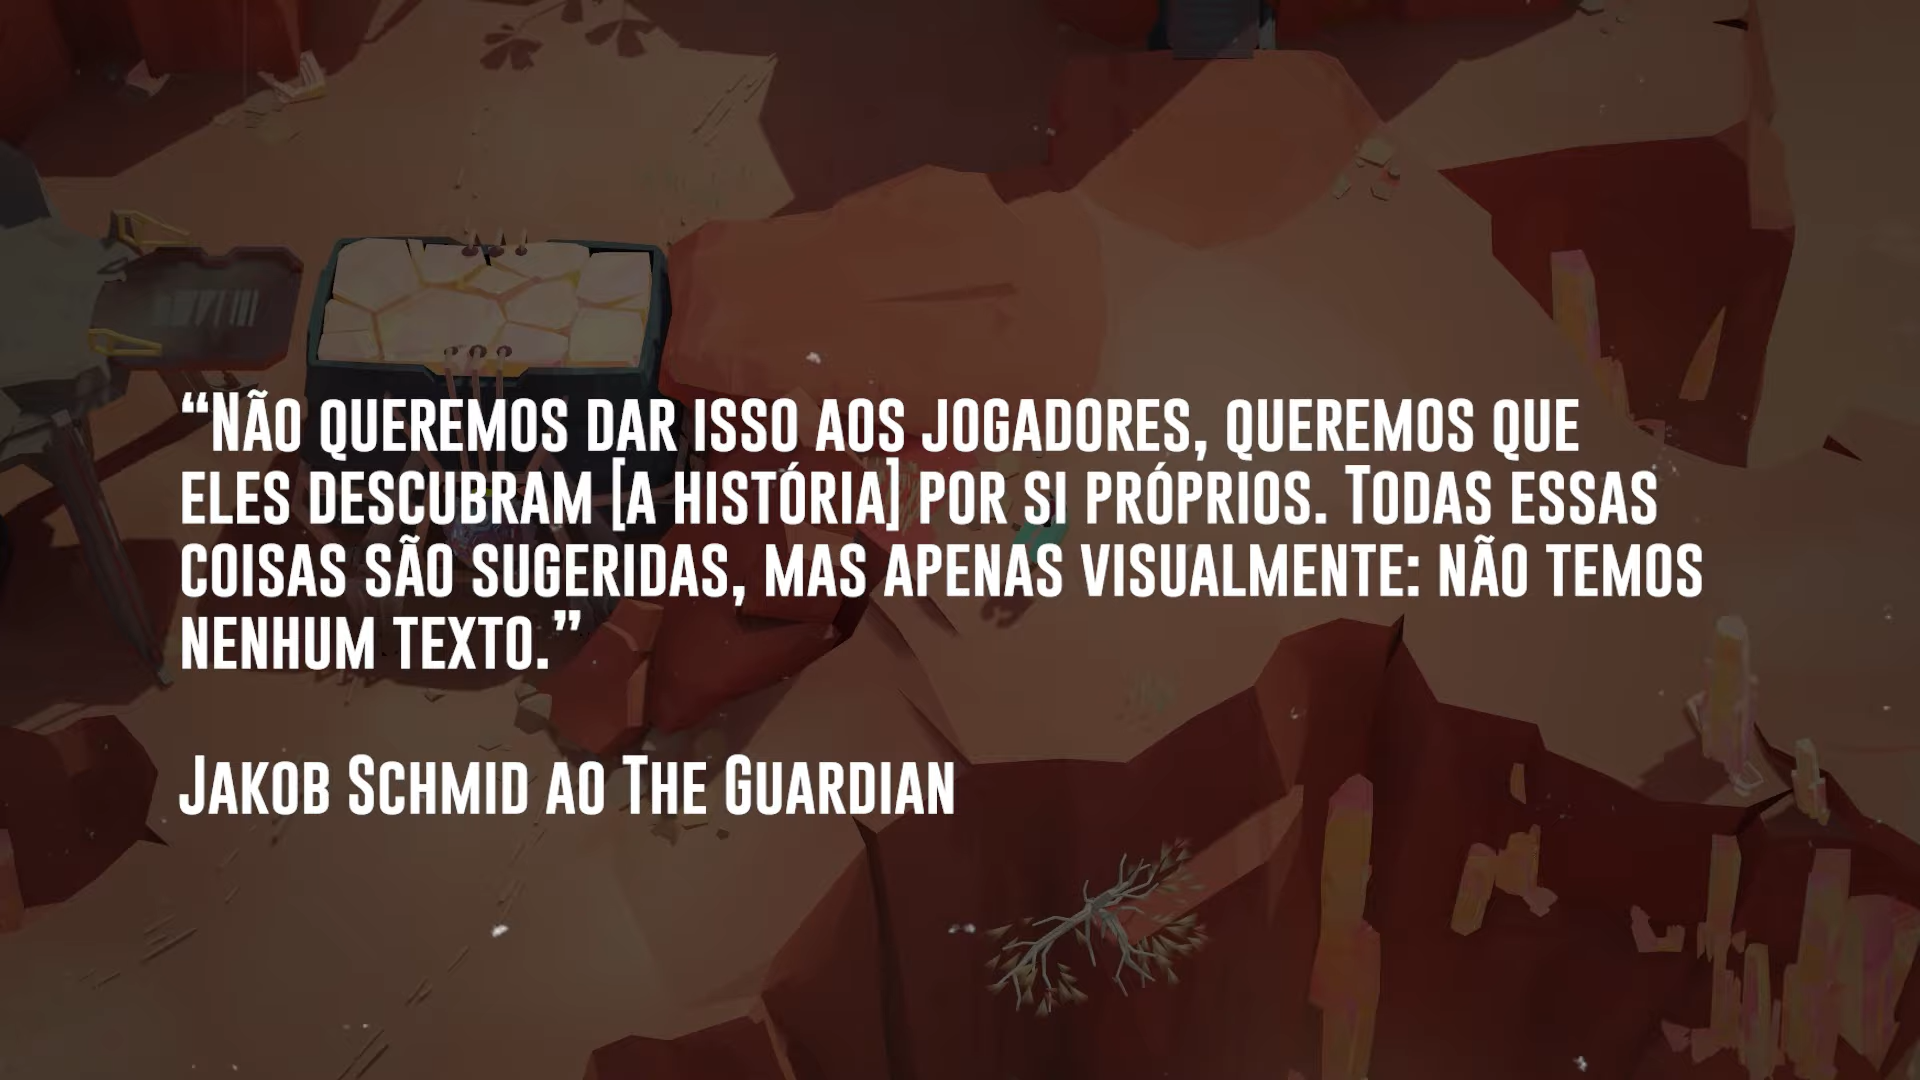 “Não queremos dar isso aos jogadores, queremos que
eles descubram [a história] por si próprios. Todas essas
coisas são sugeridas, mas apenas visualmente: não temos
nenhum texto.”
Jakob Schmid ao The Guardian